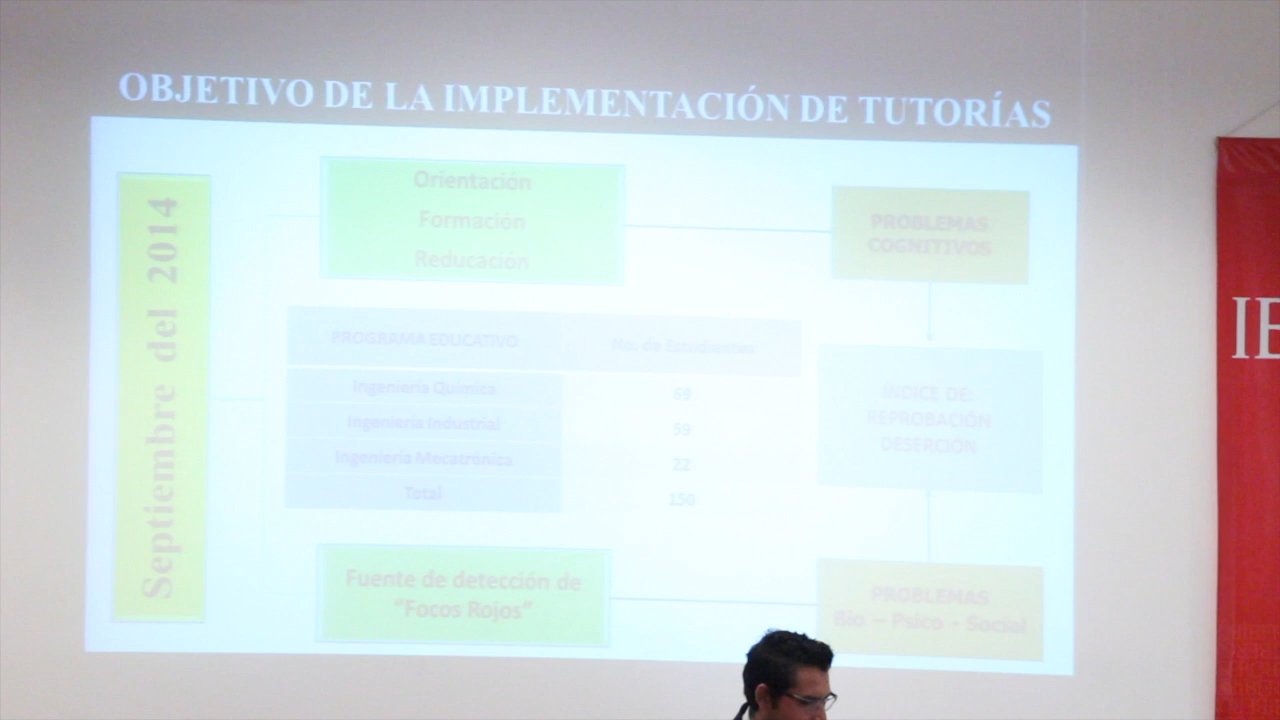 OBJETIVO DE LA IMPLEMENTACIÓN DE TUTORÍAS
Septiembre del 2014
Orientación
Formación
Reducación
PROBLEMAS
COGNITIVOS
PROGRAMA EDUCATIVO No. de Estudiantes
Ingeniería Química 69
Ingeniería Industrial 59
Ingeniería Mecatrónica. 22
Total 150
ÍNDICE DE:
REPROBACIÓN
DESERCIÓN
Fuente de detección de
"Focos Rojos"
PROBLEMAS
Bio – Psico - Social
IE